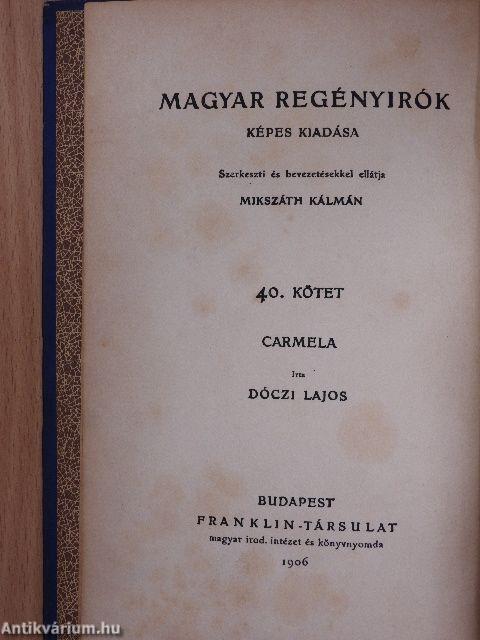 MAGYAR REGÉNYIRÓK
KÉPES KIADÁSA
Szerkeszti és bevezetésekkel ellátja
MIKSZÁTH KÁLMÁN
40. KÖTET
CARMELA
Irta
DÓCZI LAJOS
BUDAPEST
FRANKLIN-TÁRSULAT
magyar irod. intézet és könyvnyomda
1906
Antikvárium.hu